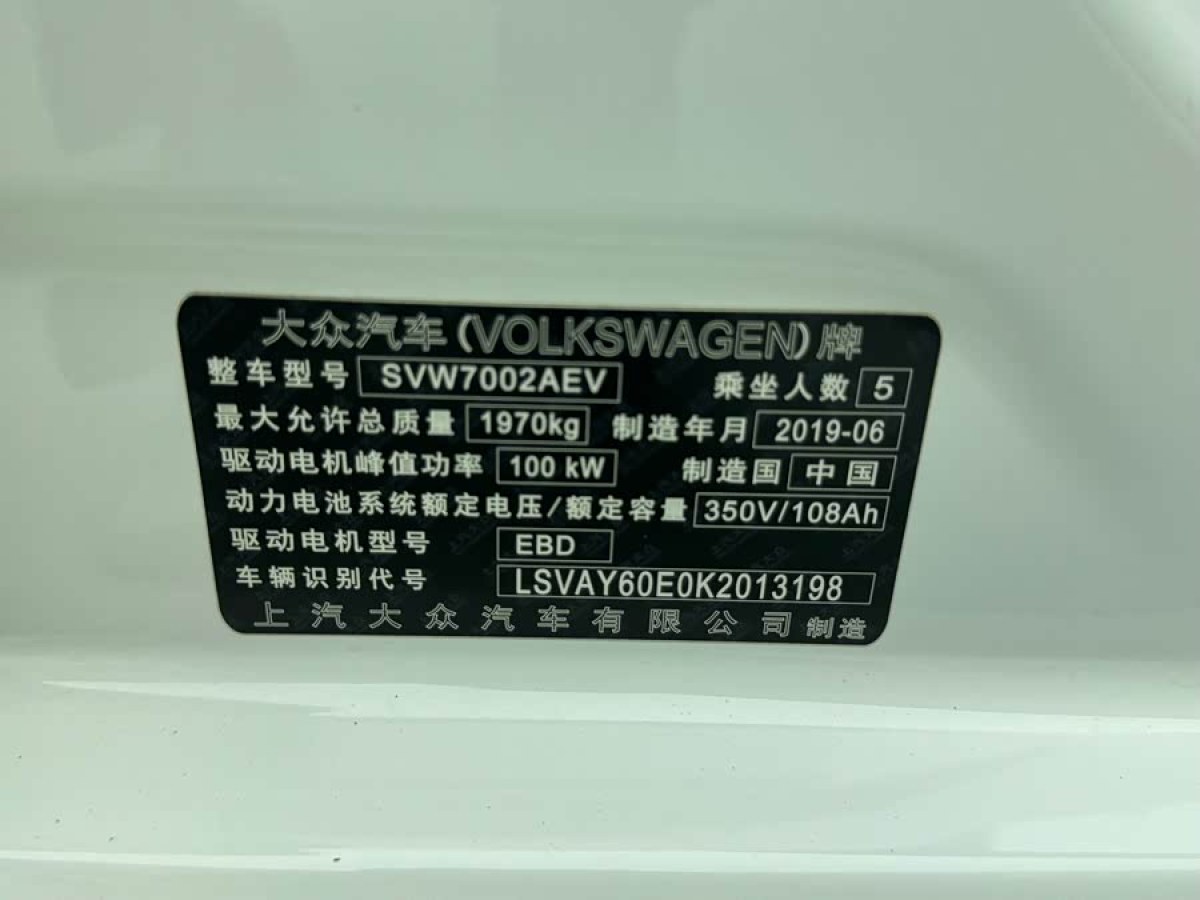 大众汽车(VOLKSWAGEN)牌
整车型号 SVW7002AEV 乘坐人数 5
最大允许总质量 1970kg 制造年月 2019-06
驱动电机峰值功率 100 kW 制造国 中国
动力电池系统额定电压/额定容量 350V/108Ah
驱动电机型号 EBD
车辆识别代号 LSVAY60E0K2013198
上汽大众汽车有限公司 制造